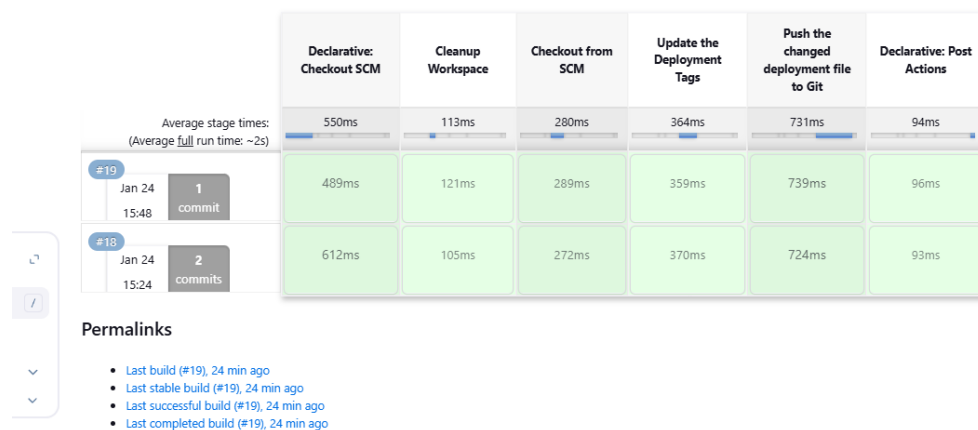 Declarative: Checkout SCM
Cleanup Workspace
Checkout from SCM
Update the Deployment Tags
Push the changed deployment file to Git
Declarative: Post Actions
Average stage times:
(Average full run time: ~2s)
550ms
113ms
280ms
364ms
731ms
94ms
#19
Jan 24
15:48
1
commit
489ms
121ms
289ms
359ms
739ms
96ms
#18
Jan 24
15:24
2
commits
612ms
105ms
272ms
370ms
724ms
93ms
/
Permalinks
Last build (#19), 24 min ago
Last stable build (#19), 24 min ago
Last successful build (#19), 24 min ago
Last completed build (#19), 24 min ago